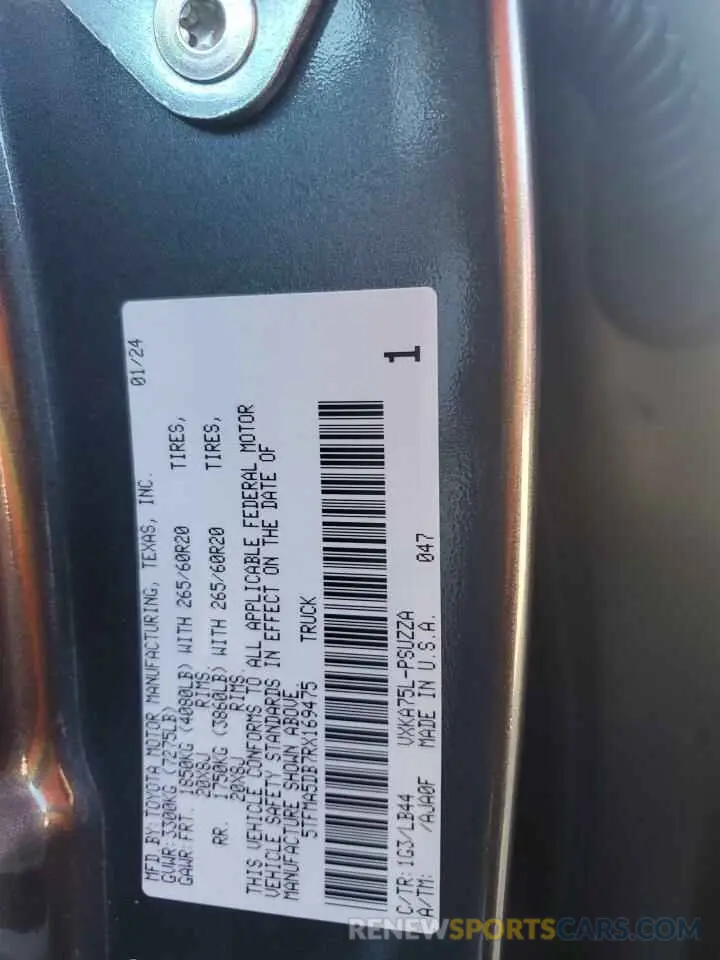 MFD BY: TOYOTA MOTOR MANUFACTURING, TEXAS, INC. 01/24
GVWR: 3300KG (7275LB)
GAWR: FRT. 1850KG (4080LB) WITH 265/60R20 TIRES,
20X8J RIMS.
RR. 1750KG (3860LB) WITH 265/60R20 TIRES,
20X8J RIMS.
THIS VEHICLE CONFORMS TO ALL APPLICABLE FEDERAL MOTOR
VEHICLE SAFETY STANDARDS IN EFFECT ON THE DATE OF
MANUFACTURE SHOWN ABOVE.
5TFMA5DB7RX169475 TRUCK
1
C/TR: 1G3/LB44 VXKA75L-PSUZZA
A/TM: /AJA0F MADE IN U.S.A. 047
RENEWSUPERAUTO.COM